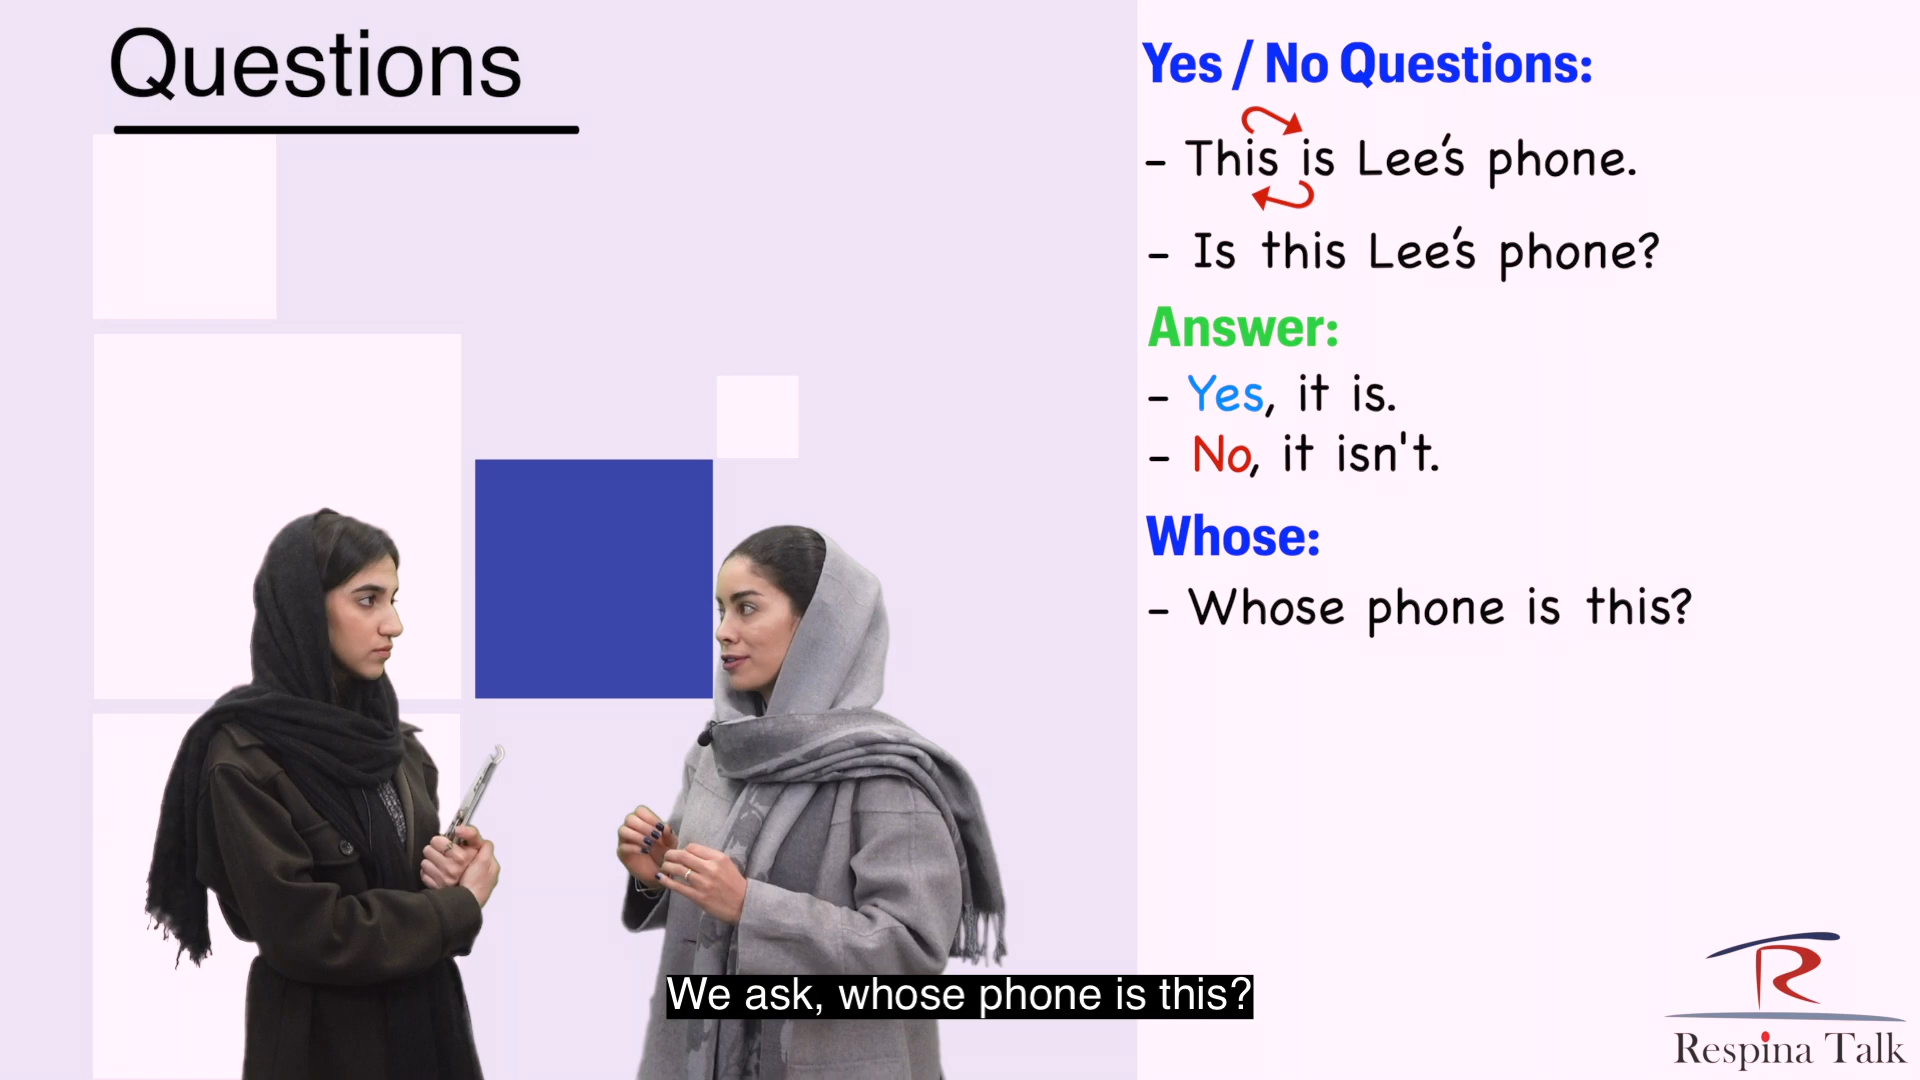 Questions
Yes / No Questions:
- This is Lee's phone.
- Is this Lee's phone?
Answer:
- Yes, it is.
- No, it isn't.
Whose:
- Whose phone is this?
We ask, whose phone is this?
R
Respina Talk